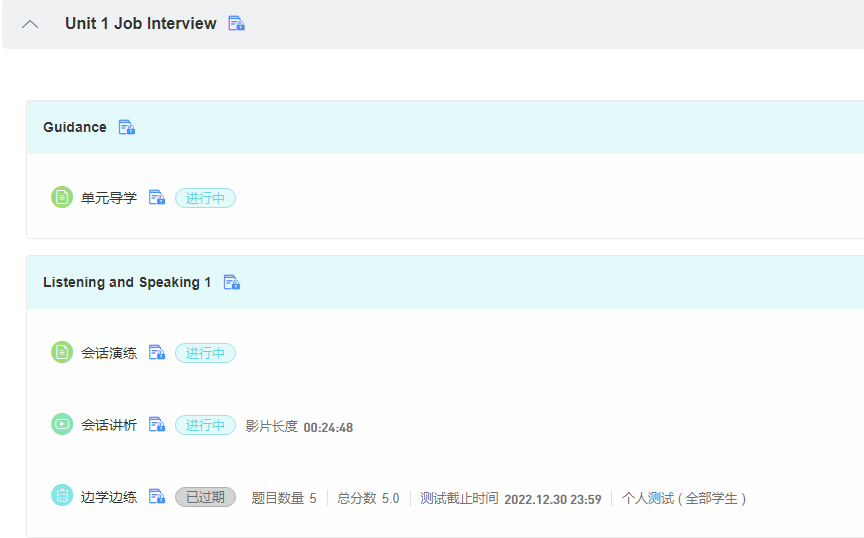 Unit 1 Job Interview
Guidance
单元导学 进行中
Listening and Speaking 1
会话演练 进行中
会话讲析 进行中 影片长度 00:24:48
边学边练 已过期 题目数量 5 总分数 5.0 测试截止时间 2022.12.30 23:59 个人测试 ( 全部学生 )